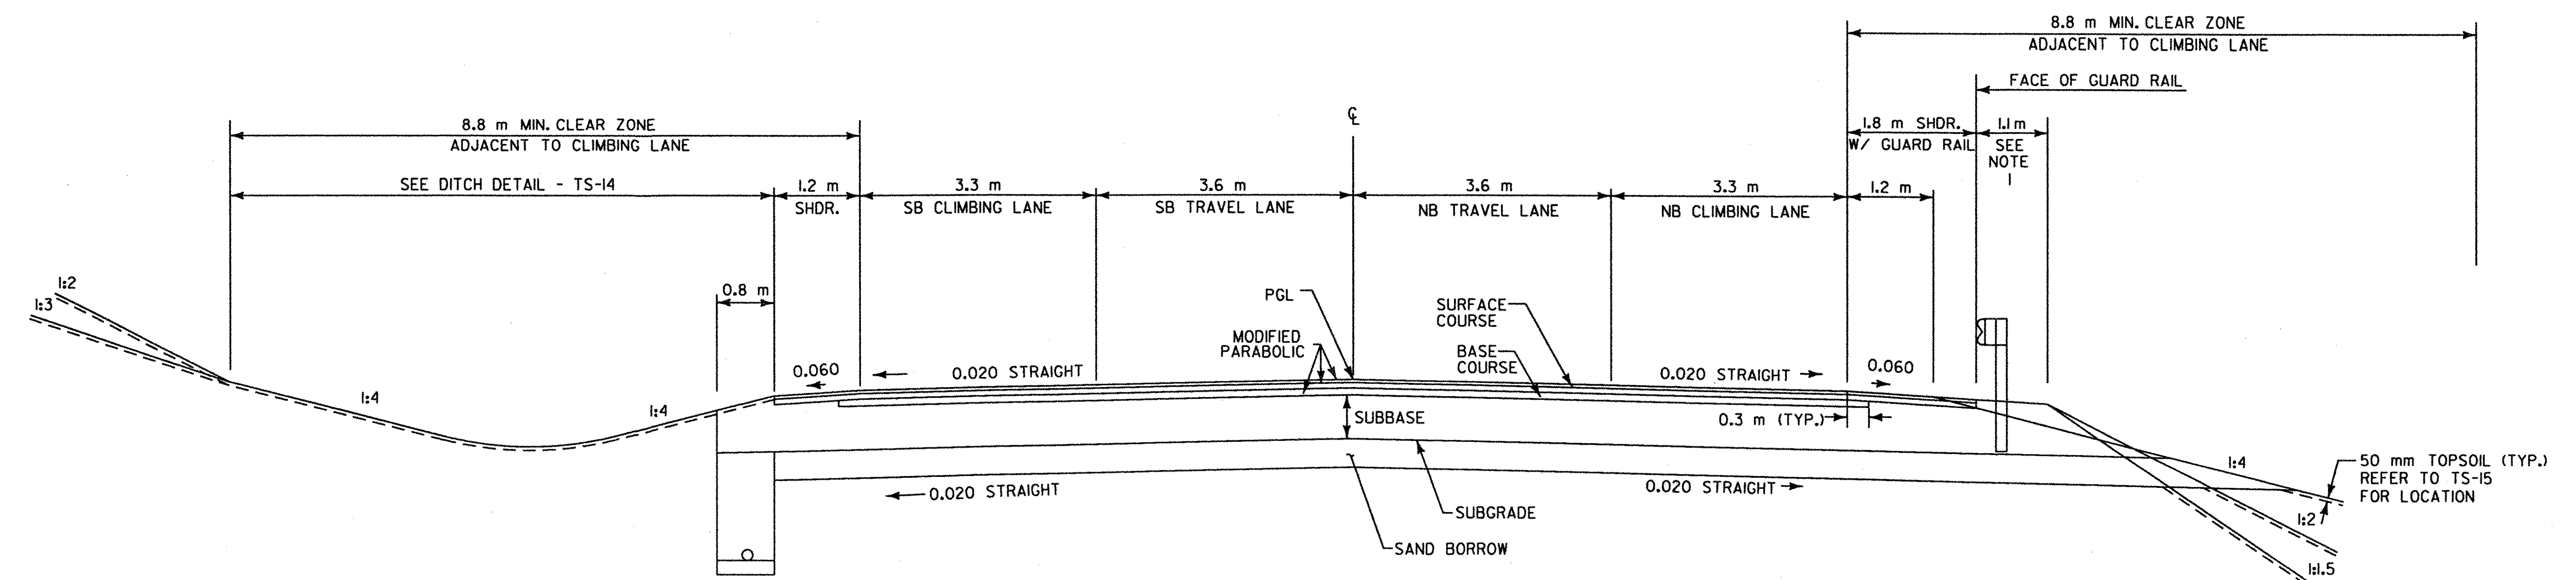 8.8 m MIN. CLEAR ZONE
ADJACENT TO CLIMBING LANE
FACE OF GUARD RAIL
℄
8.8 m MIN. CLEAR ZONE
ADJACENT TO CLIMBING LANE
1.8 m SHDR.
W/ GUARD RAIL
1.1 m
SEE
NOTE
1
SEE DITCH DETAIL - TS-14
1.2 m
SHDR.
3.3 m
SB CLIMBING LANE
3.6 m
SB TRAVEL LANE
3.6 m
NB TRAVEL LANE
3.3 m
NB CLIMBING LANE
1.2 m
1:2
1:3
0.8 m
PGL
SURFACE
COURSE
MODIFIED
PARABOLIC
BASE
COURSE
0.060
0.020 STRAIGHT
0.020 STRAIGHT
0.060
1:4
1:4
SUBBASE
0.3 m (TYP.)
1:4
50 mm TOPSOIL (TYP.)
REFER TO TS-15
FOR LOCATION
0.020 STRAIGHT
0.020 STRAIGHT
SUBGRADE
1:2
SAND BORROW
1:1.5